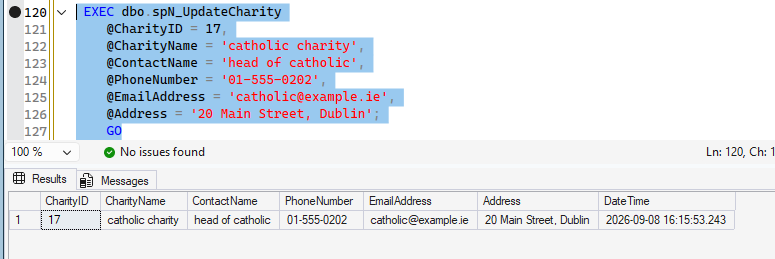 120 EXEC dbo.spN_UpdateCharity
121 @CharityID = 17,
122 @CharityName = 'catholic charity',
123 @ContactName = 'head of catholic',
124 @PhoneNumber = '01-555-0202',
125 @EmailAddress = 'catholic@example.ie',
126 @Address = '20 Main Street, Dublin';
127 GO
100 % No issues found Ln: 120, Ch: 1
Results Messages
CharityID CharityName ContactName PhoneNumber EmailAddress Address DateTime
1 17 catholic charity head of catholic 01-555-0202 catholic@example.ie 20 Main Street, Dublin 2026-09-08 16:15:53.243